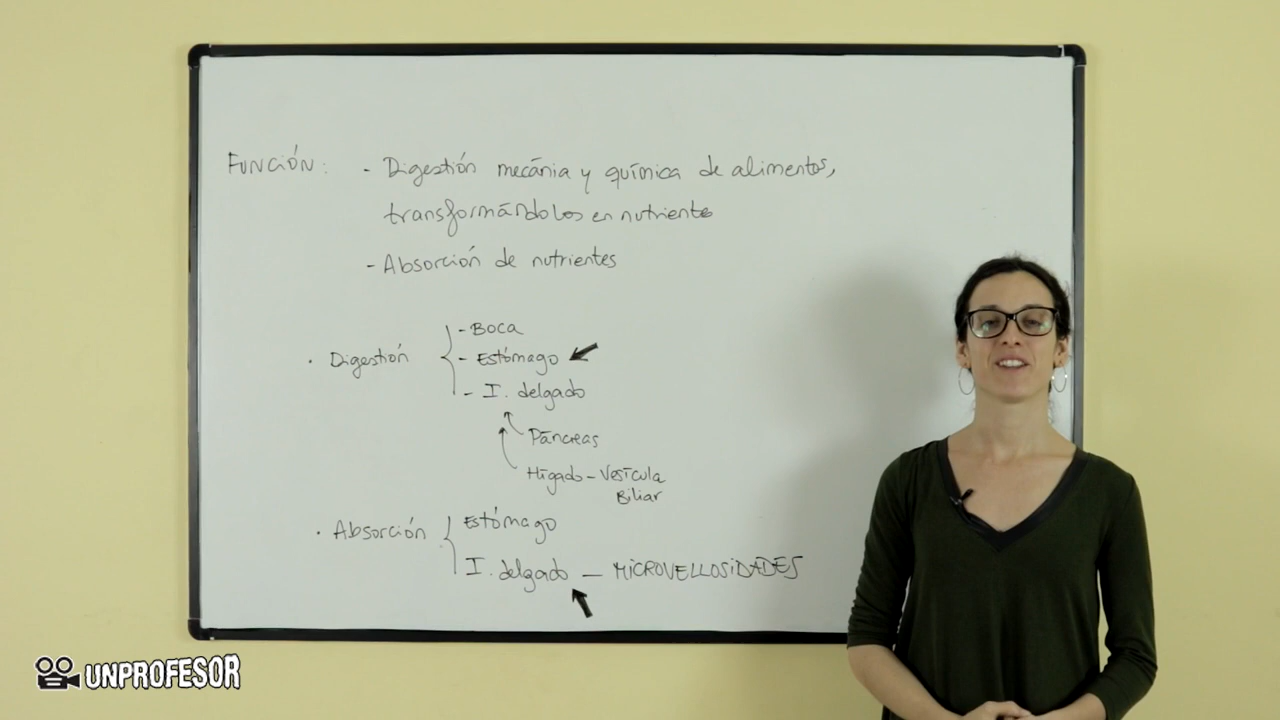 FUNCIÓN: - Digestión mecánia y química de alimentos,
transformándolos en nutrientes
- Absorción de nutrientes
· Digestión
- BOCA
- Estómago
- I. delgado
Páncreas
Hígado - Vesícula
Biliar
· Absorción
Estómago
I. delgado — MICROVELLOSIDADES
UNPROFESOR